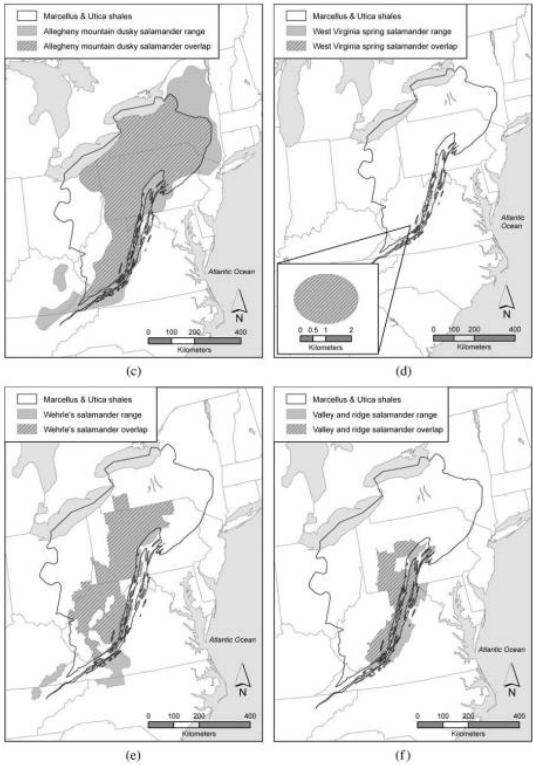 Marcellus & Utica shales
Allegheny mountain dusky salamander range
Allegheny mountain dusky salamander overlap
Atlantic Ocean
N
0 100 200 400
Kilometers
(c)
Marcellus & Utica shales
West Virginia spring salamander range
West Virginia spring salamander overlap
Atlantic
Ocean
N
0 0.5 1 2
Kilometers
0 100 200 400
Kilometers
(d)
Marcellus & Utica shales
Wehrle's salamander range
Wehrle's salamander overlap
Atlantic Ocean
N
0 100 200 400
Kilometers
(e)
Marcellus & Utica shales
Valley and ridge salamander range
Valley and ridge salamander overlap
Atlantic Ocean
N
0 100 200 400
Kilometers
(f)